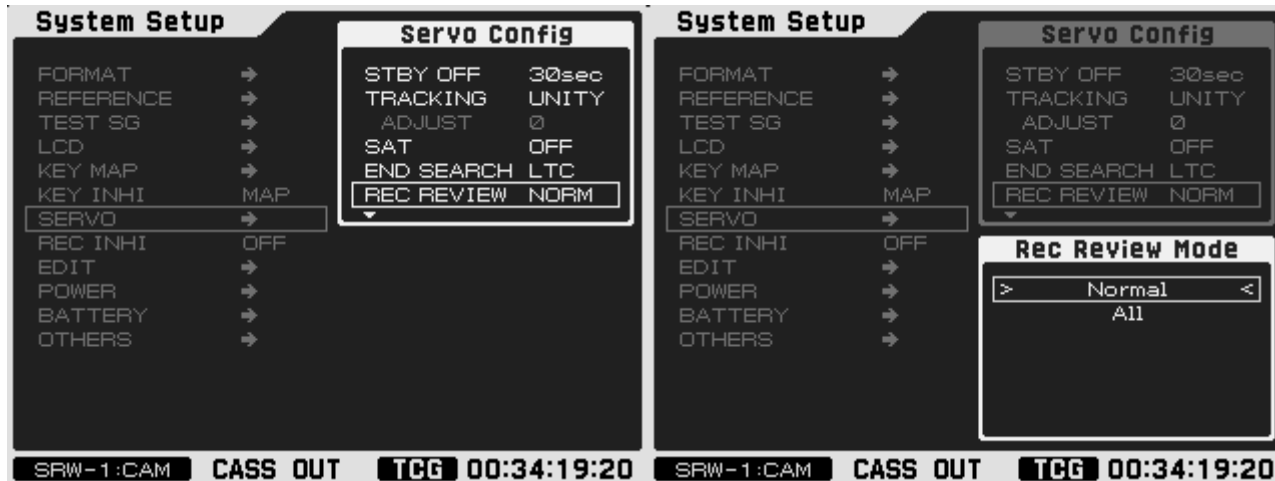 System Setup
FORMAT
REFERENCE
TEST SG
LCD
KEY MAP
KEY INHI MAP
SERVO
REC INHI OFF
EDIT
POWER
BATTERY
OTHERS
Servo Config
STBY OFF 30sec
TRACKING UNITY
ADJUST 0
SAT OFF
END SEARCH LTC
REC REVIEW NORM
SRW-1:CAM CASS OUT TCG 00:34:19:20
System Setup
FORMAT
REFERENCE
TEST SG
LCD
KEY MAP
KEY INHI MAP
SERVO
REC INHI OFF
EDIT
POWER
BATTERY
OTHERS
Servo Config
STBY OFF 30sec
TRACKING UNITY
ADJUST 0
SAT OFF
END SEARCH LTC
REC REVIEW NORM
Rec Review Mode
> Normal <
All
SRW-1:CAM CASS OUT TCG 00:34:19:20